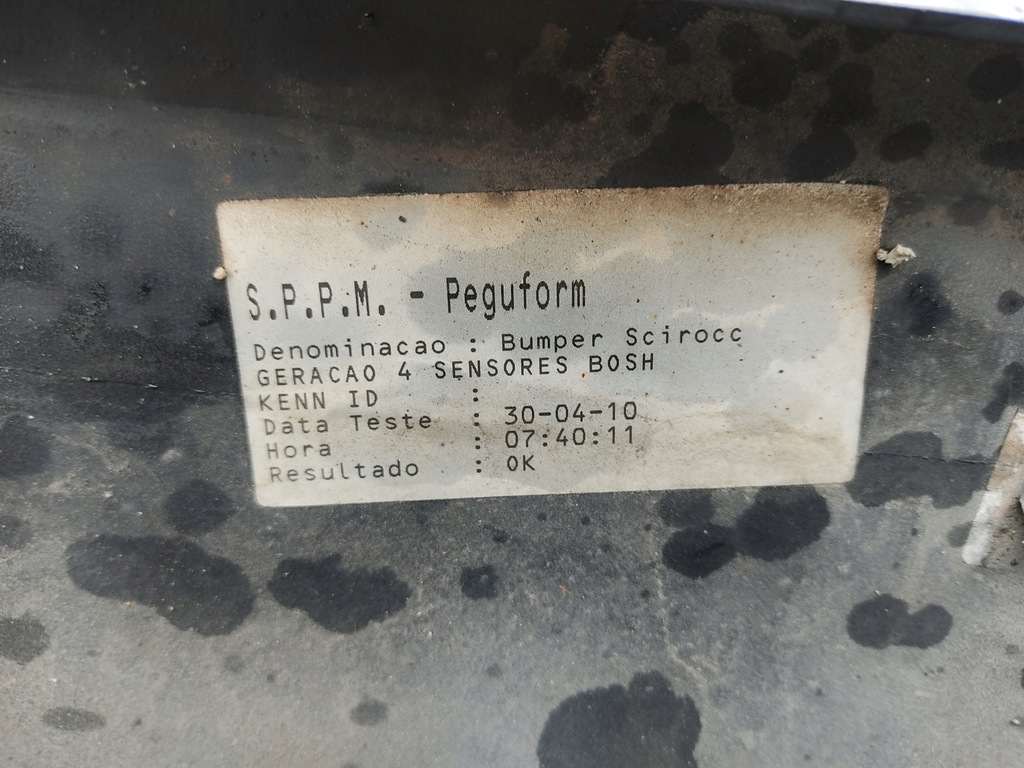 S.P.P.M. - Peguform
Denominacao : Bumper Scirocc
GERACAO 4 SENSORES BOSH
KENN ID :
Data Teste : 30-04-10
Hora : 07:40:11
Resultado : OK